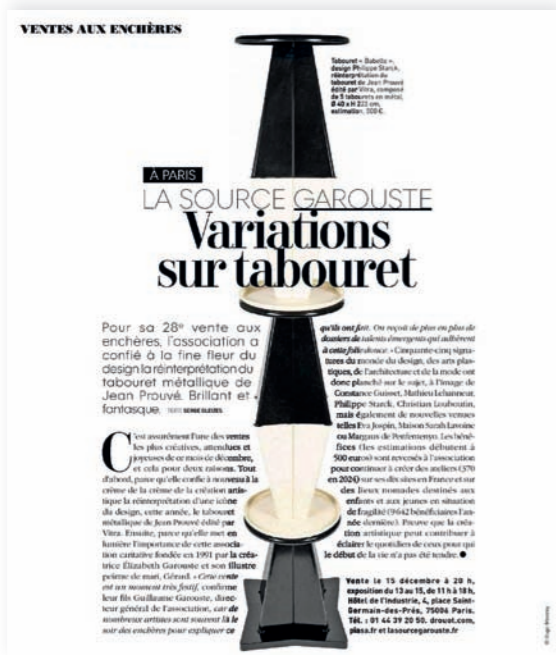 VENTES AUX ENCHÈRES
Tabouret « Babette »,
design Philippe Starck,
réinterprétation du
tabouret de Jean Prouvé
édité par Vitra, composé
de 5 tabourets en métal,
Ø 40 x H 223 cm,
estimation, 500 €.
À PARIS
LA SOURCE GAROUSTE
Variations
sur tabouret
Pour sa 28e vente aux
enchères, l'association a
confié à la fine fleur du
design la réinterprétation du
tabouret métallique de
Jean Prouvé. Brillant et
fantasque. TEXTE
C'est assurément l'une des ventes
les plus créatives, attendues et
joyeuses de ce mois de décembre,
et cela pour deux raisons. Tout
d'abord, parce qu'elle confie à nouveau à la
crème de la crème de la création artis-
tique la réinterprétation d'une icône
du design, cette année, le tabouret
métallique de Jean Prouvé édité par
Vitra. Ensuite, parce qu'elle met en
lumière l'importance de cette associa-
tion caritative fondée en 1991 par la créa-
trice Élizabeth Garouste et son illustre
peintre de mari, Gérard. « Cette vente
est un moment très festif, confirme
leur fils Guillaume Garouste, direc-
teur général de l'association, car de
nombreux artistes sont souvent là le
soir des enchères pour expliquer ce
qu'ils ont fait. On reçoit de plus en plus de
dossiers de talents émergents qui adhèrent
à cette folle danse. » Cinquante-cinq signa-
tures du monde du design, des arts plas-
tiques, de l'architecture et de la mode ont
donc planché sur le sujet, à l'image de
Constance Guisset, Mathieu Lehanneur,
Philippe Starck, Christian Louboutin,
mais également de nouvelles venues
telles Eva Jospin, Maison Sarah Lavoine
ou Margaux de Penfentenyo. Les béné-
fices (les estimations débutent à
500 euros) sont reversés à l'association
pour continuer à créer des ateliers (370
en 2024) sur ses dix sites en France et sur
des lieux nomades destinés aux
enfants et aux jeunes en situation
de fragilité (9 642 bénéficiaires l'an-
née dernière). Preuve que la créa-
tion artistique peut contribuer à
éclairer le quotidien de ceux pour qui
le début de la vie n'a pas été tendre. ●
Vente le 15 décembre à 20 h,
exposition du 13 au 15, de 11 h à 18 h,
Hôtel de l'Industrie, 4, place Saint-
Germain-des-Prés, 75006 Paris.
Tél. : 01 44 39 20 50. drouot.com,
piasa.fr et lasourcegarouste.fr